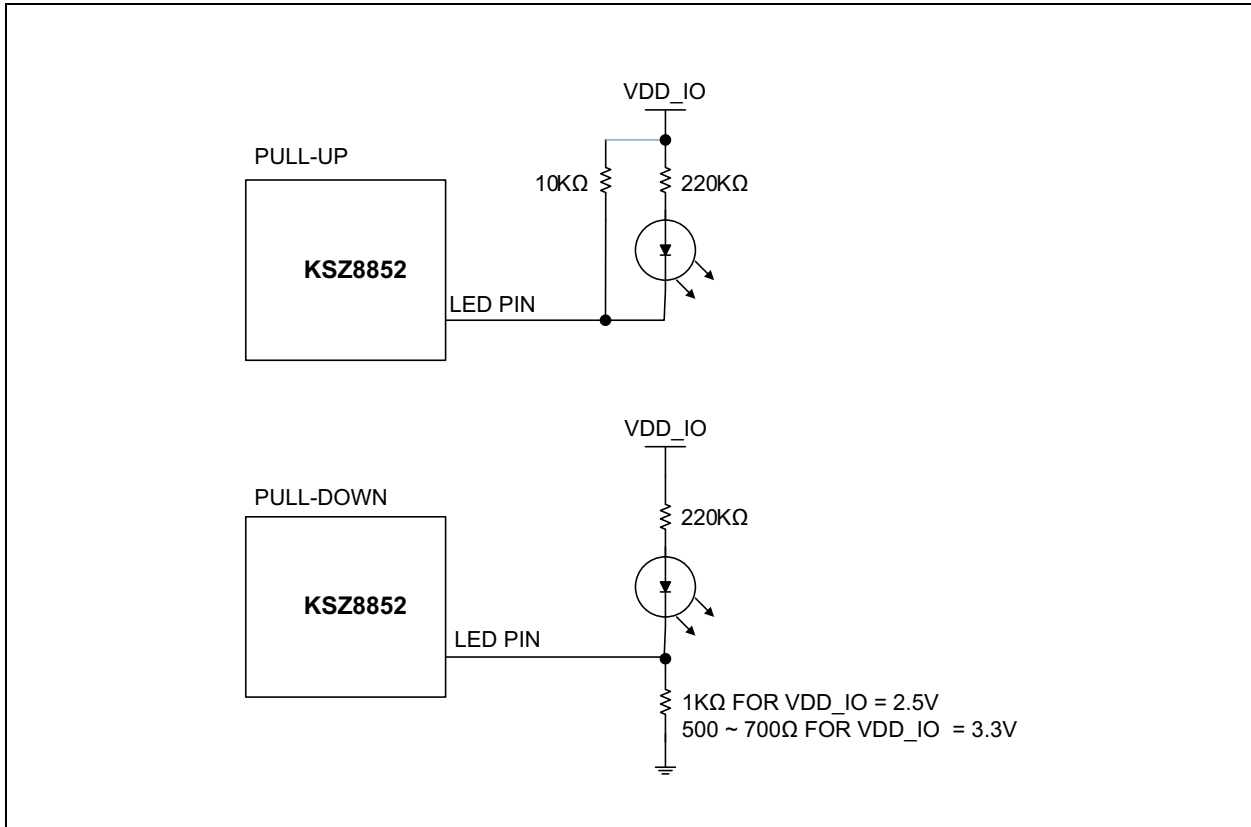 VDD_IO
PULL-UP
10KΩ
220KΩ
KSZ8852
LED PIN
VDD_IO
PULL-DOWN
220KΩ
KSZ8852
LED PIN
1KΩ FOR VDD_IO = 2.5V
500 ~ 700Ω FOR VDD_IO = 3.3V